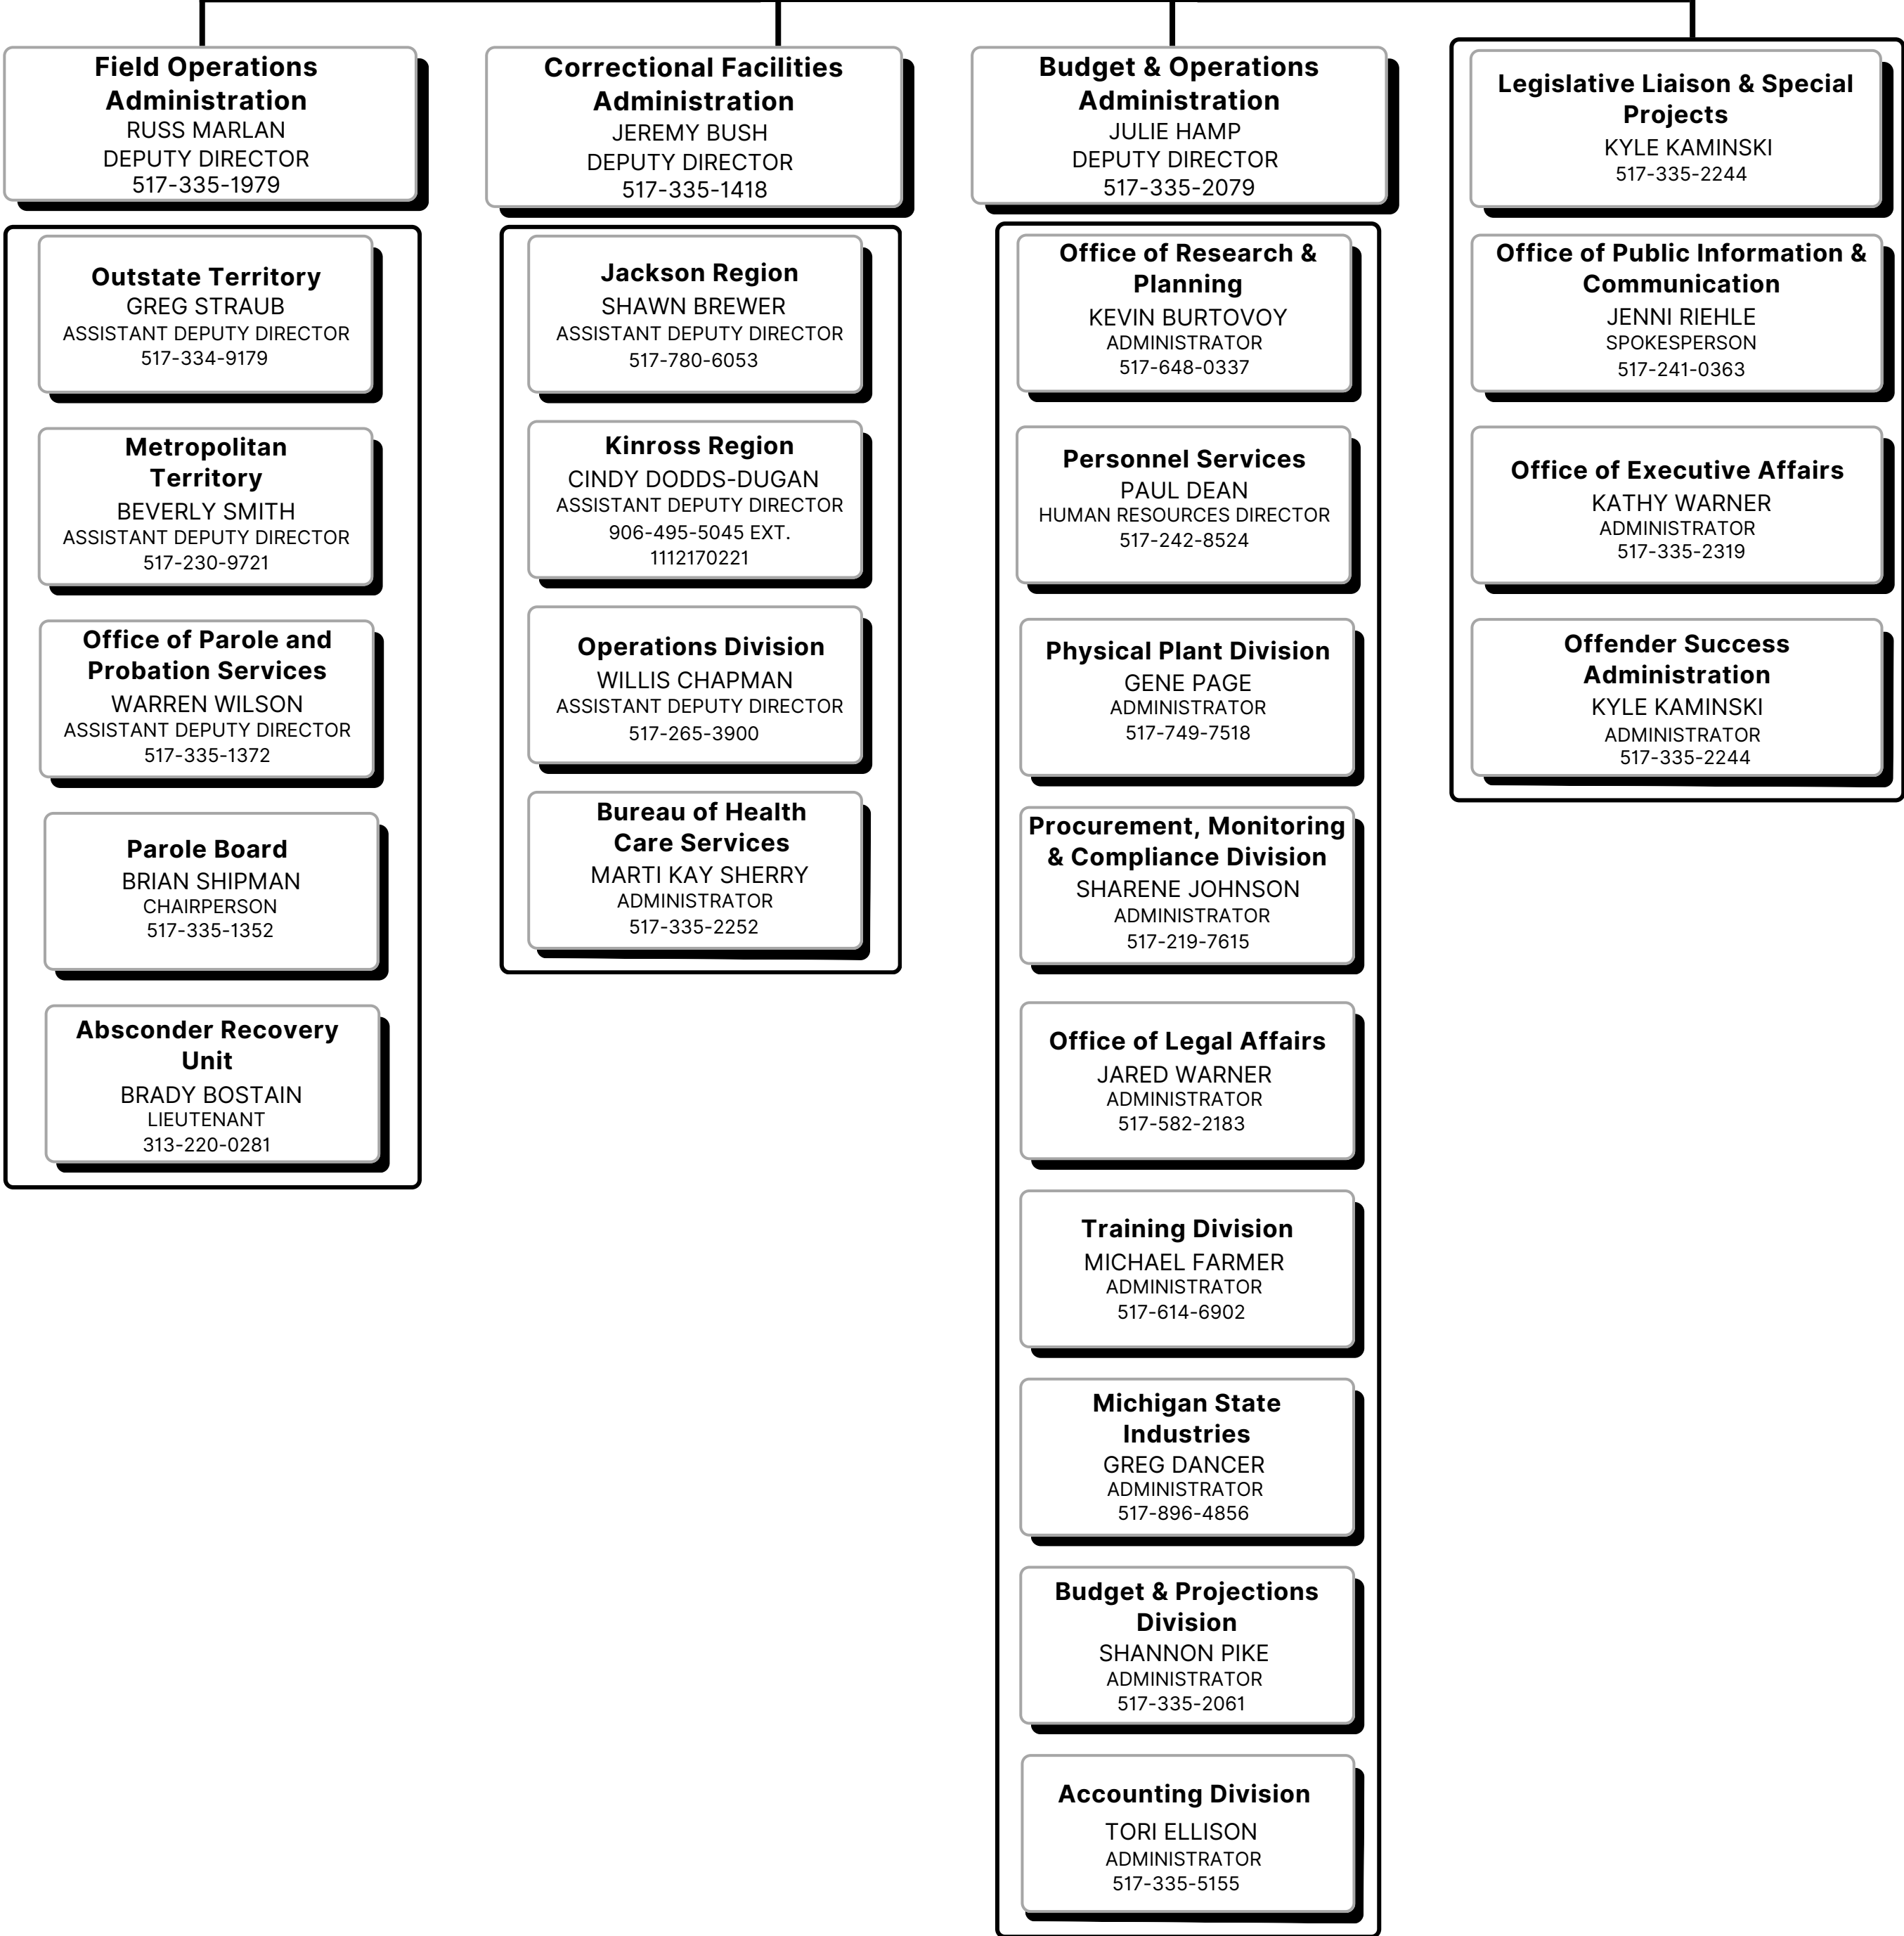 Field Operations
Administration
RUSS MARLAN
DEPUTY DIRECTOR
517-335-1979
Outstate Territory
GREG STRAUB
ASSISTANT DEPUTY DIRECTOR
517-334-9179
Metropolitan
Territory
BEVERLY SMITH
ASSISTANT DEPUTY DIRECTOR
517-230-9721
Office of Parole and
Probation Services
WARREN WILSON
ASSISTANT DEPUTY DIRECTOR
517-335-1372
Parole Board
BRIAN SHIPMAN
CHAIRPERSON
517-335-1352
Absconder Recovery
Unit
BRADY BOSTAIN
LIEUTENANT
313-220-0281
Correctional Facilities
Administration
JEREMY BUSH
DEPUTY DIRECTOR
517-335-1418
Jackson Region
SHAWN BREWER
ASSISTANT DEPUTY DIRECTOR
517-780-6053
Kinross Region
CINDY DODDS-DUGAN
ASSISTANT DEPUTY DIRECTOR
906-495-5045 EXT.
1112170221
Operations Division
WILLIS CHAPMAN
ASSISTANT DEPUTY DIRECTOR
517-265-3900
Bureau of Health
Care Services
MARTI KAY SHERRY
ADMINISTRATOR
517-335-2252
Budget & Operations
Administration
JULIE HAMP
DEPUTY DIRECTOR
517-335-2079
Office of Research &
Planning
KEVIN BURTOVOY
ADMINISTRATOR
517-648-0337
Personnel Services
PAUL DEAN
HUMAN RESOURCES DIRECTOR
517-242-8524
Physical Plant Division
GENE PAGE
ADMINISTRATOR
517-749-7518
Procurement, Monitoring
& Compliance Division
SHARENE JOHNSON
ADMINISTRATOR
517-219-7615
Office of Legal Affairs
JARED WARNER
ADMINISTRATOR
517-582-2183
Training Division
MICHAEL FARMER
ADMINISTRATOR
517-614-6902
Michigan State
Industries
GREG DANCER
ADMINISTRATOR
517-896-4856
Budget & Projections
Division
SHANNON PIKE
ADMINISTRATOR
517-335-2061
Accounting Division
TORI ELLISON
ADMINISTRATOR
517-335-5155
Legislative Liaison & Special
Projects
KYLE KAMINSKI
517-335-2244
Office of Public Information &
Communication
JENNI RIEHLE
SPOKESPERSON
517-241-0363
Office of Executive Affairs
KATHY WARNER
ADMINISTRATOR
517-335-2319
Offender Success
Administration
KYLE KAMINSKI
ADMINISTRATOR
517-335-2244